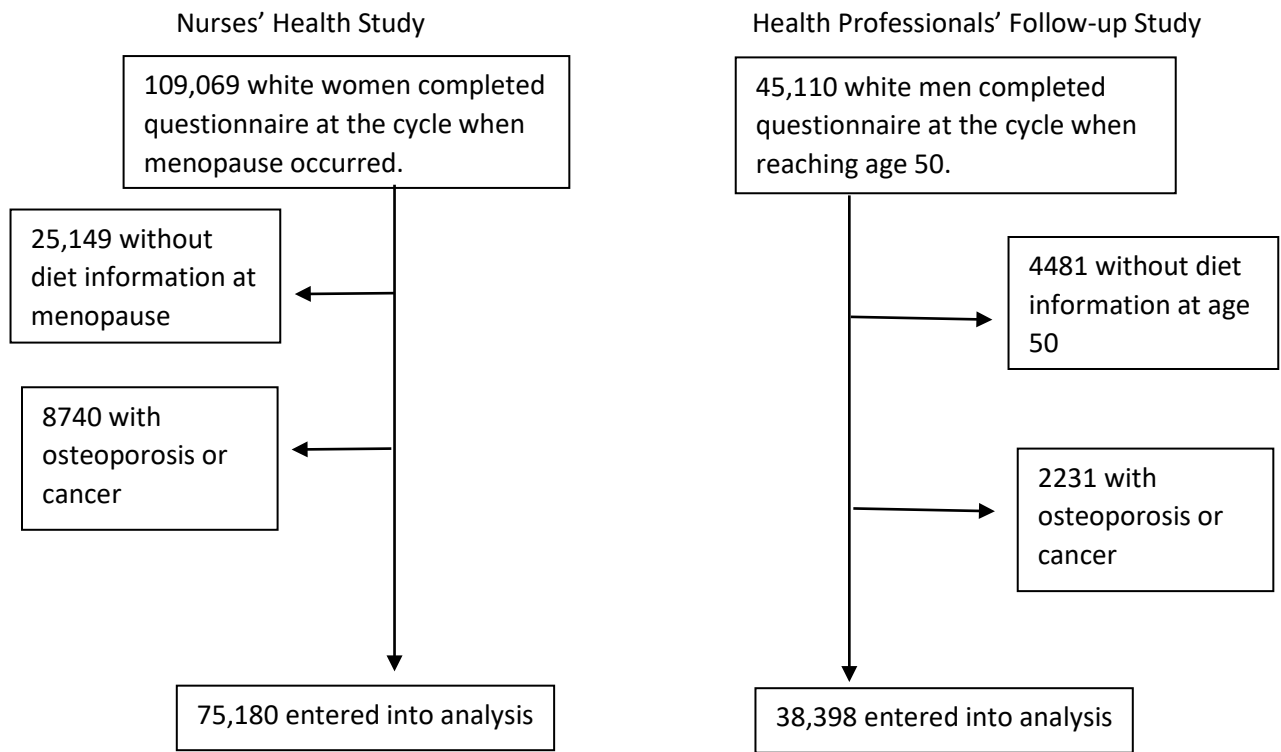 Nurses’ Health Study
109,069 white women completed
questionnaire at the cycle when
menopause occurred.
25,149 without
diet information at
menopause
8740 with
osteoporosis or
cancer
75,180 entered into analysis
Health Professionals’ Follow-up Study
45,110 white men completed
questionnaire at the cycle when
reaching age 50.
4481 without diet
information at age
50
2231 with
osteoporosis or
cancer
38,398 entered into analysis